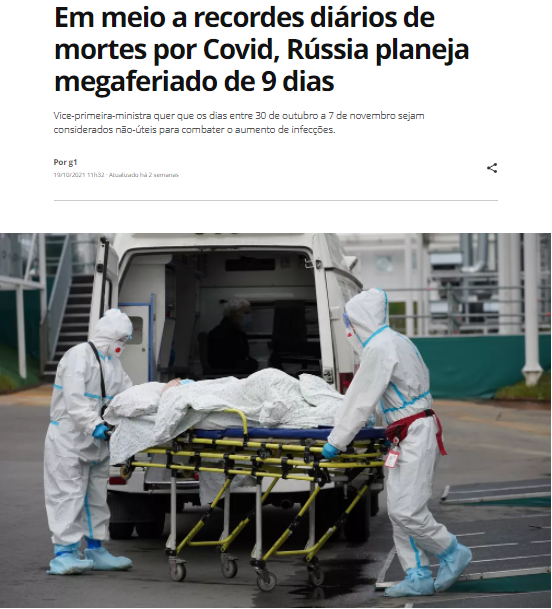 Em meio a recordes diários de
mortes por Covid, Rússia planeja
megaferiado de 9 dias
Vice-primeira-ministra quer que os dias entre 30 de outubro a 7 de novembro sejam
considerados não-úteis para combater o aumento de infecções.
Por g1
19/10/2021 11h32 · Atualizado há 2 semanas